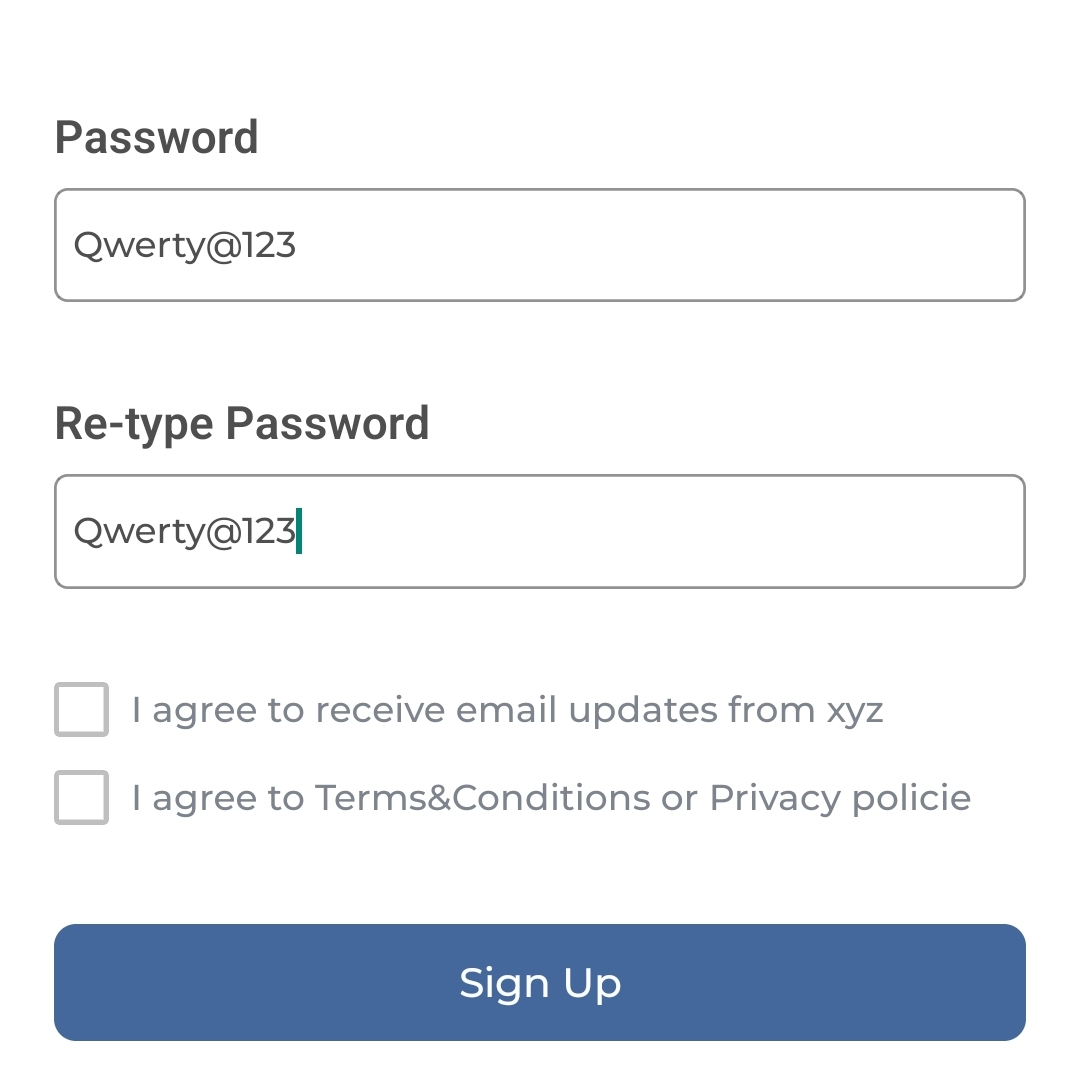 Password
Qwerty@123
Re-type Password
Qwerty@123
I agree to receive email updates from xyz
I agree to Terms&Conditions or Privacy policie
Sign Up